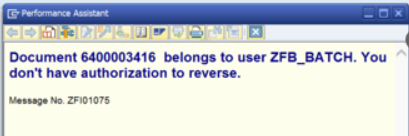 Performance Assistant
Document 6400003416 belongs to user ZFB_BATCH. You
don't have authorization to reverse.
Message No. ZFI01075